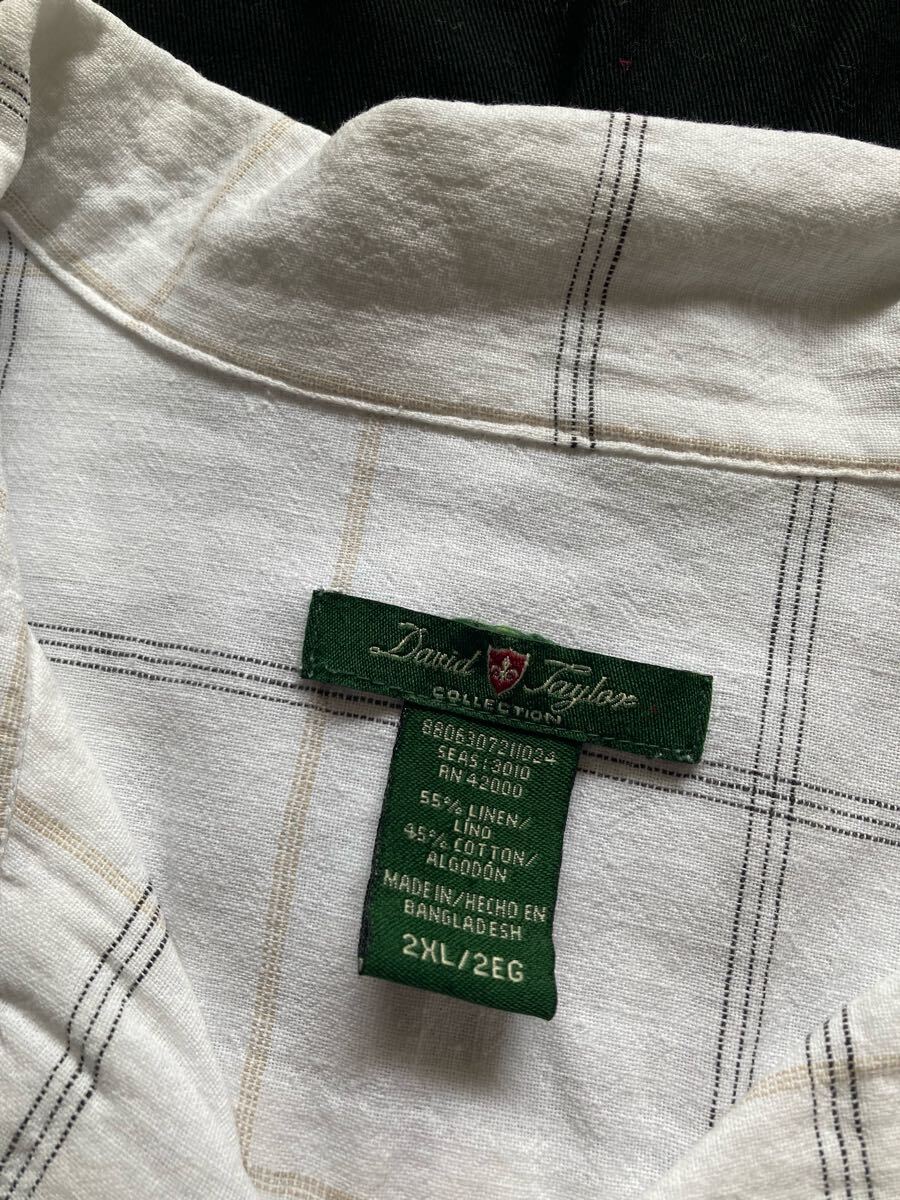 David Taylor
COLLECTION
8806307211024
SEAS:3010
RN 42000
55% LINEN/
LINO
45% COTTON/
ALGODÓN
MADE IN/HECHO EN
BANGLADESH
2XL/2EG